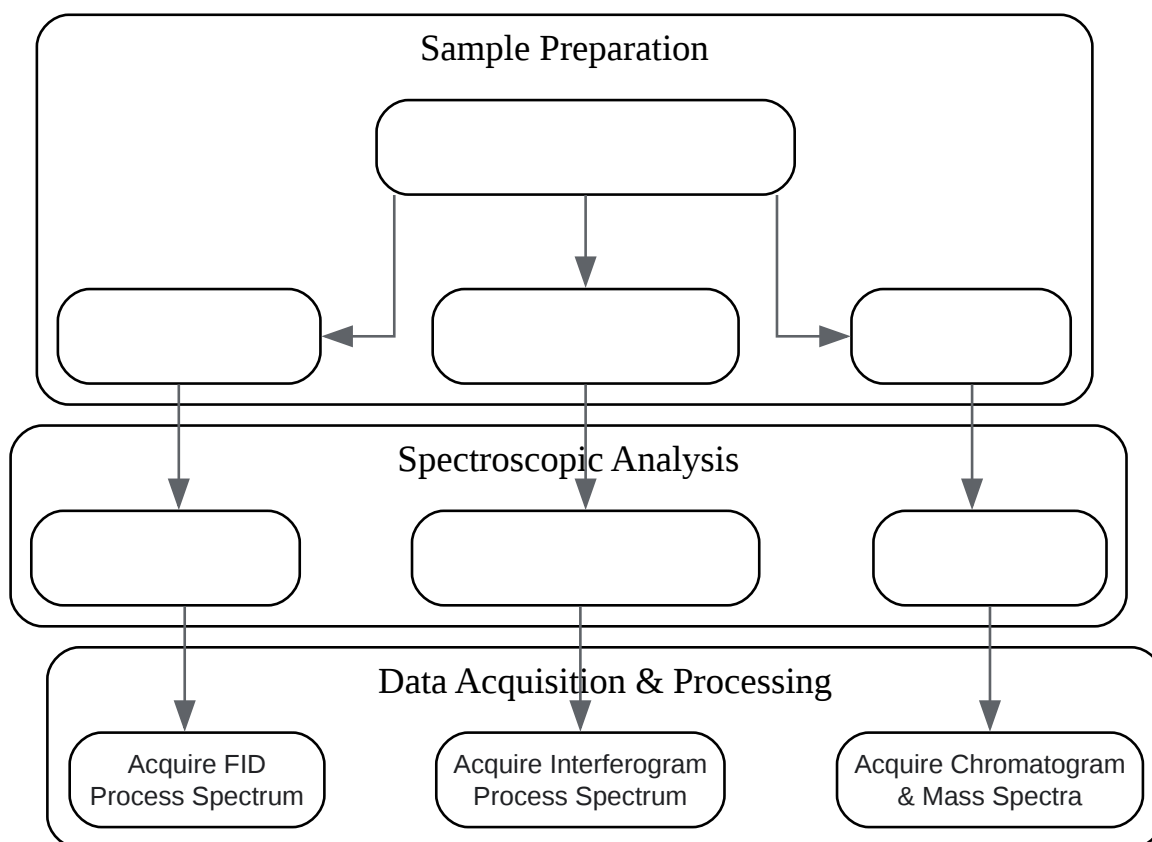 Sample Preparation
Spectroscopic Analysis
Data Acquisition & Processing
Acquire FID
Process Spectrum
Acquire Interferogram
Process Spectrum
Acquire Chromatogram
& Mass Spectra